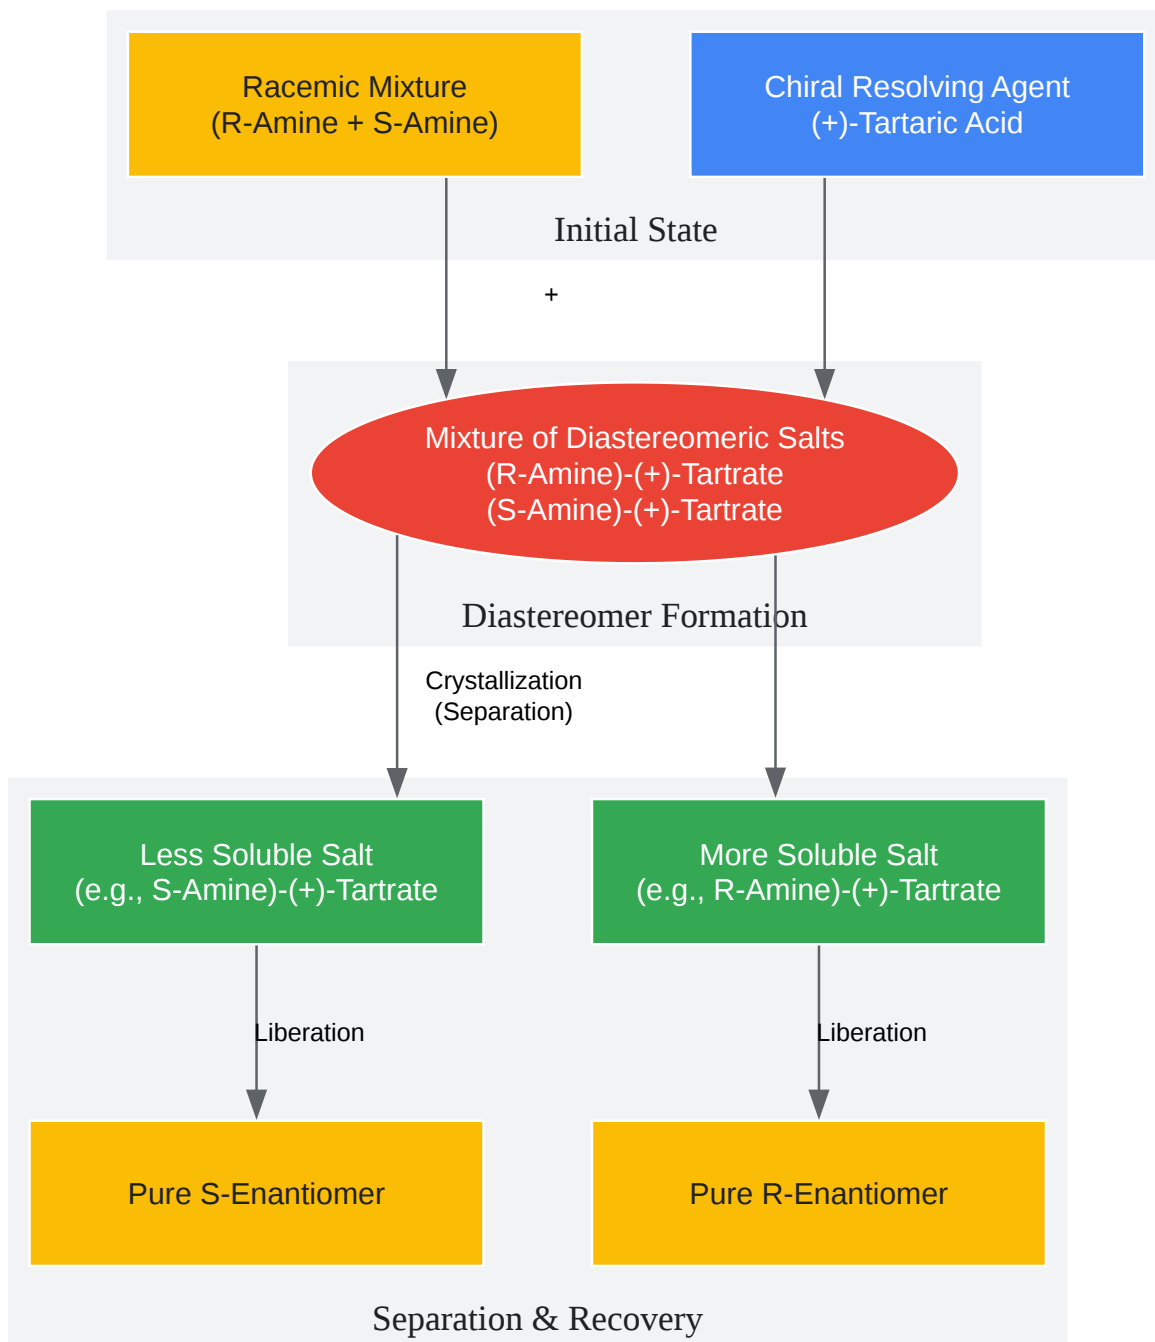 Racemic Mixture
(R-Amine + S-Amine)
Chiral Resolving Agent
(+)-Tartaric Acid
Initial State
+
Mixture of Diastereomeric Salts
(R-Amine)-(+)-Tartrate
(S-Amine)-(+)-Tartrate
Diastereomer Formation
Crystallization
(Separation)
Less Soluble Salt
(e.g., S-Amine)-(+)-Tartrate
More Soluble Salt
(e.g., R-Amine)-(+)-Tartrate
Liberation
Liberation
Pure S-Enantiomer
Pure R-Enantiomer
Separation & Recovery